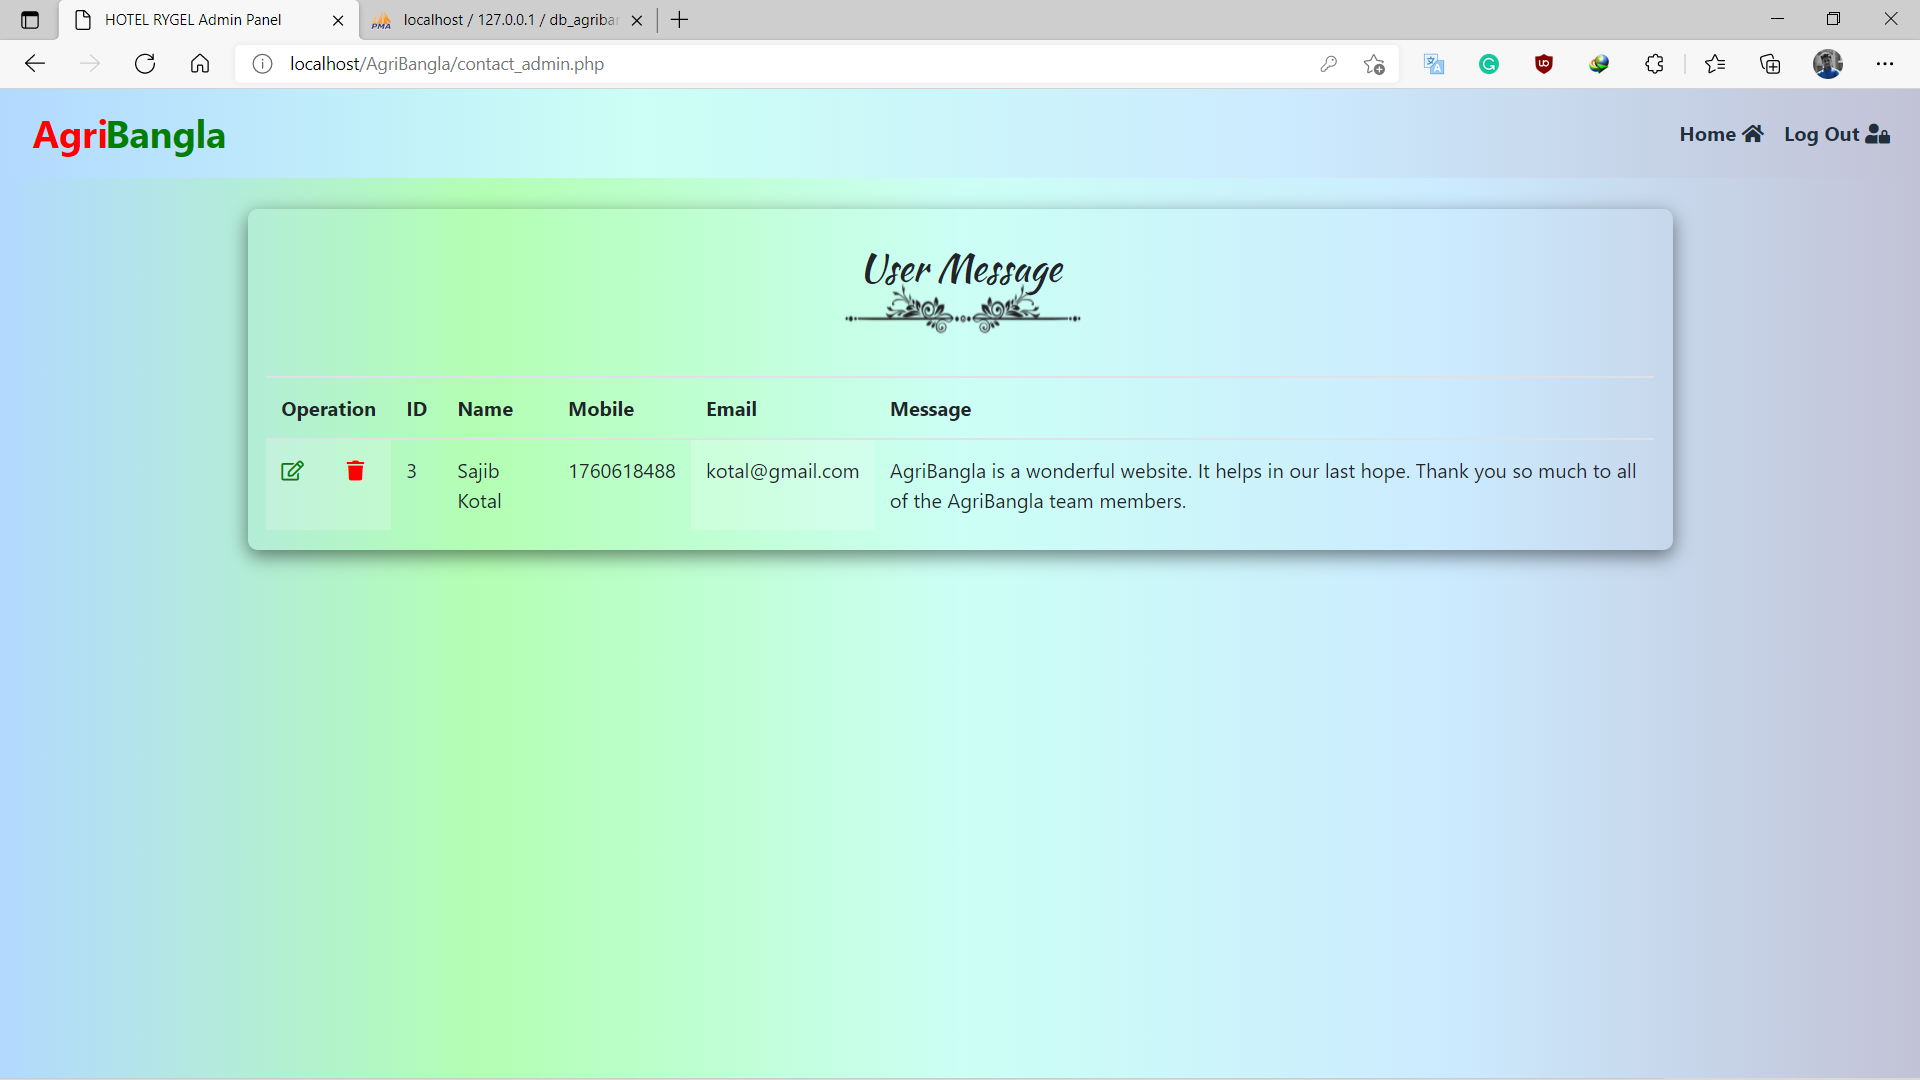 HOTEL RYGEL Admin Panel
localhost / 127.0.0.1 / db_agriba
localhost/AgriBangla/contact_admin.php
AgriBangla
Home
Log Out
User Message
Operation ID Name Mobile Email Message
3 Sajib Kotal 1760618488 kotal@gmail.com AgriBangla is a wonderful website. It helps in our last hope. Thank you so much to all
of the AgriBangla team members.